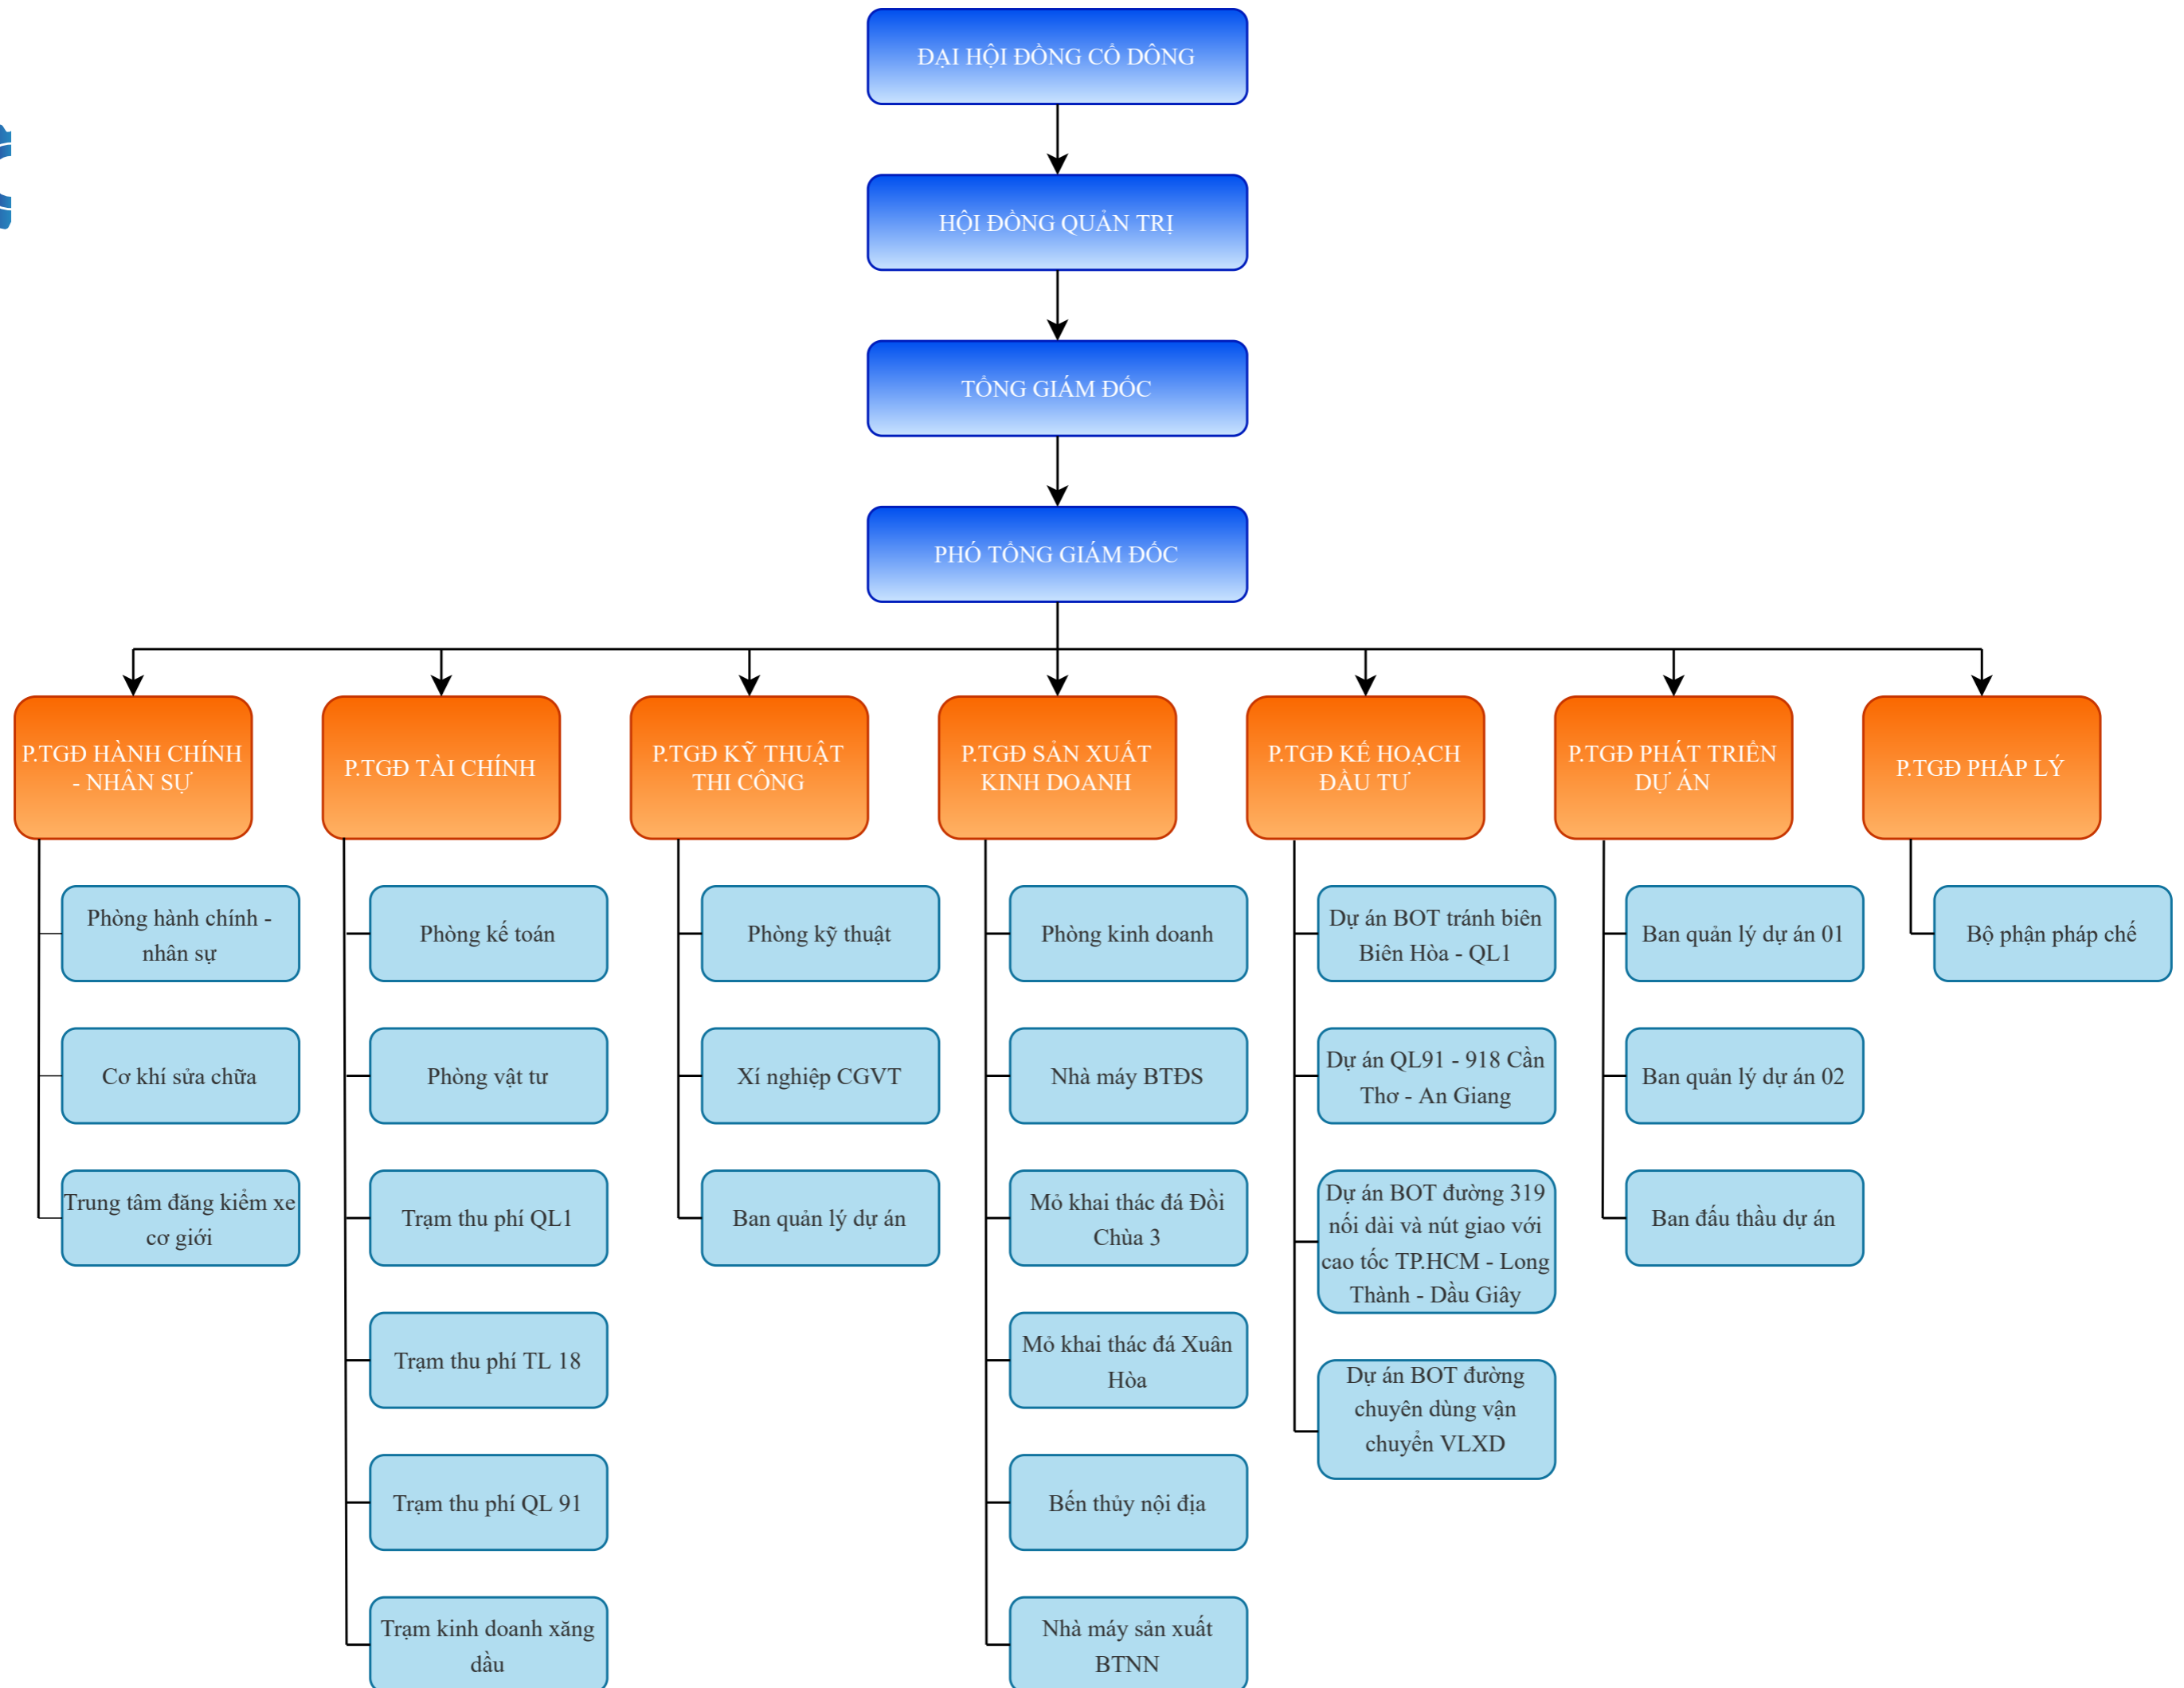 ĐẠI HỘI ĐỒNG CỔ DÔNG
HỘI ĐỒNG QUẢN TRỊ
TỔNG GIÁM ĐỐC
PHÓ TỔNG GIÁM ĐỐC
P.TGĐ HÀNH CHÍNH
- NHÂN SỰ
Phòng hành chính -
nhân sự
Cơ khí sửa chữa
Trung tâm đăng kiểm xe
cơ giới
P.TGĐ TÀI CHÍNH
Phòng kế toán
Phòng vật tư
Trạm thu phí QL1
Trạm thu phí TL 18
Trạm thu phí QL 91
Trạm kinh doanh xăng
dầu
P.TGĐ KỸ THUẬT
THI CÔNG
Phòng kỹ thuật
Xí nghiệp CGVT
Ban quản lý dự án
P.TGĐ SẢN XUẤT
KINH DOANH
Phòng kinh doanh
Nhà máy BTĐS
Mỏ khai thác đá Đồi
Chùa 3
Mỏ khai thác đá Xuân
Hòa
Bến thủy nội địa
Nhà máy sản xuất
BTNN
P.TGĐ KẾ HOẠCH
ĐẦU TƯ
Dự án BOT tránh biên
Biên Hòa - QL1
Dự án QL91 - 918 Cần
Thơ - An Giang
Dự án BOT đường 319
nối dài và nút giao với
cao tốc TP.HCM - Long
Thành - Dầu Giây
Dự án BOT đường
chuyên dùng vận
chuyển VLXD
P.TGĐ PHÁT TRIỂN
DỰ ÁN
Ban quản lý dự án 01
Ban quản lý dự án 02
Ban đấu thầu dự án
P.TGĐ PHÁP LÝ
Bộ phận pháp chế